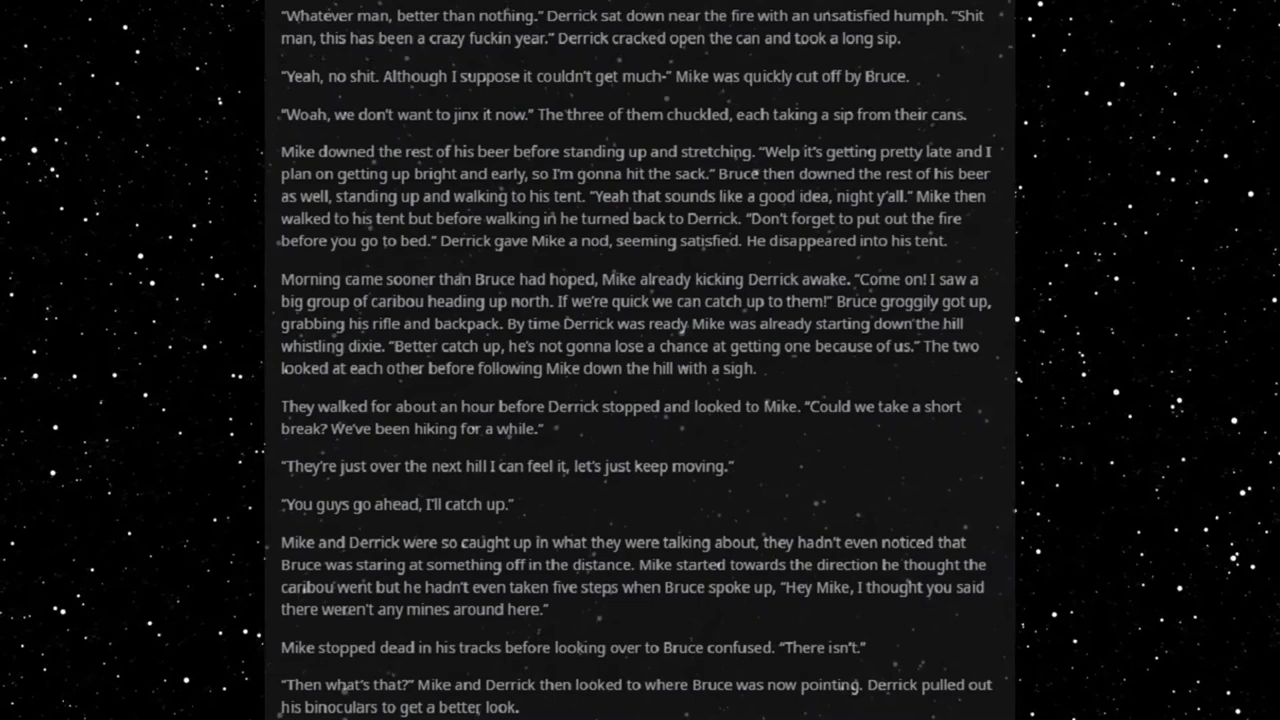 “Whatever man, better than nothing.” Derrick sat down near the fire with an unsatisfied humph. “Shit
man, this has been a crazy fuckin year.” Derrick cracked open the can and took a long sip.
“Yeah, no shit. Although I suppose it couldn’t get much-” Mike was quickly cut off by Bruce.
“Woah, we don’t want to jinx it now.” The three of them chuckled, each taking a sip from their cans.
Mike downed the rest of his beer before standing up and stretching. “Welp it’s getting pretty late and I
plan on getting up bright and early, so I’m gonna hit the sack.” Bruce then downed the rest of his beer
as well, standing up and walking to his tent. “Yeah that sounds like a good idea, night y’all.” Mike then
walked to his tent but before walking in he turned back to Derrick. “Don’t forget to put out the fire
before you go to bed.” Derrick gave Mike a nod, seeming satisfied. He disappeared into his tent.
Morning came sooner than Bruce had hoped, Mike already kicking Derrick awake. “Come on! I saw a
big group of caribou heading up north. If we’re quick we can catch up to them!” Bruce groggily got up,
grabbing his rifle and backpack. By time Derrick was ready Mike was already starting down the hill
whistling dixie. “Better catch up, he’s not gonna lose a chance at getting one because of us.” The two
looked at each other before following Mike down the hill with a sigh.
They walked for about an hour before Derrick stopped and looked to Mike. “Could we take a short
break? We’ve been hiking for a while.”
“They’re just over the next hill I can feel it, let’s just keep moving.”
“You guys go ahead, I’ll catch up.”
Mike and Derrick were so caught up in what they were talking about, they hadn’t even noticed that
Bruce was staring at something off in the distance. Mike started towards the direction he thought the
caribou went but he hadn’t even taken five steps when Bruce spoke up, “Hey Mike, I thought you said
there weren’t any mines around here.”
Mike stopped dead in his tracks before looking over to Bruce confused. “There isn’t.”
“Then what’s that?” Mike and Derrick then looked to where Bruce was now pointing. Derrick pulled out
his binoculars to get a better look.